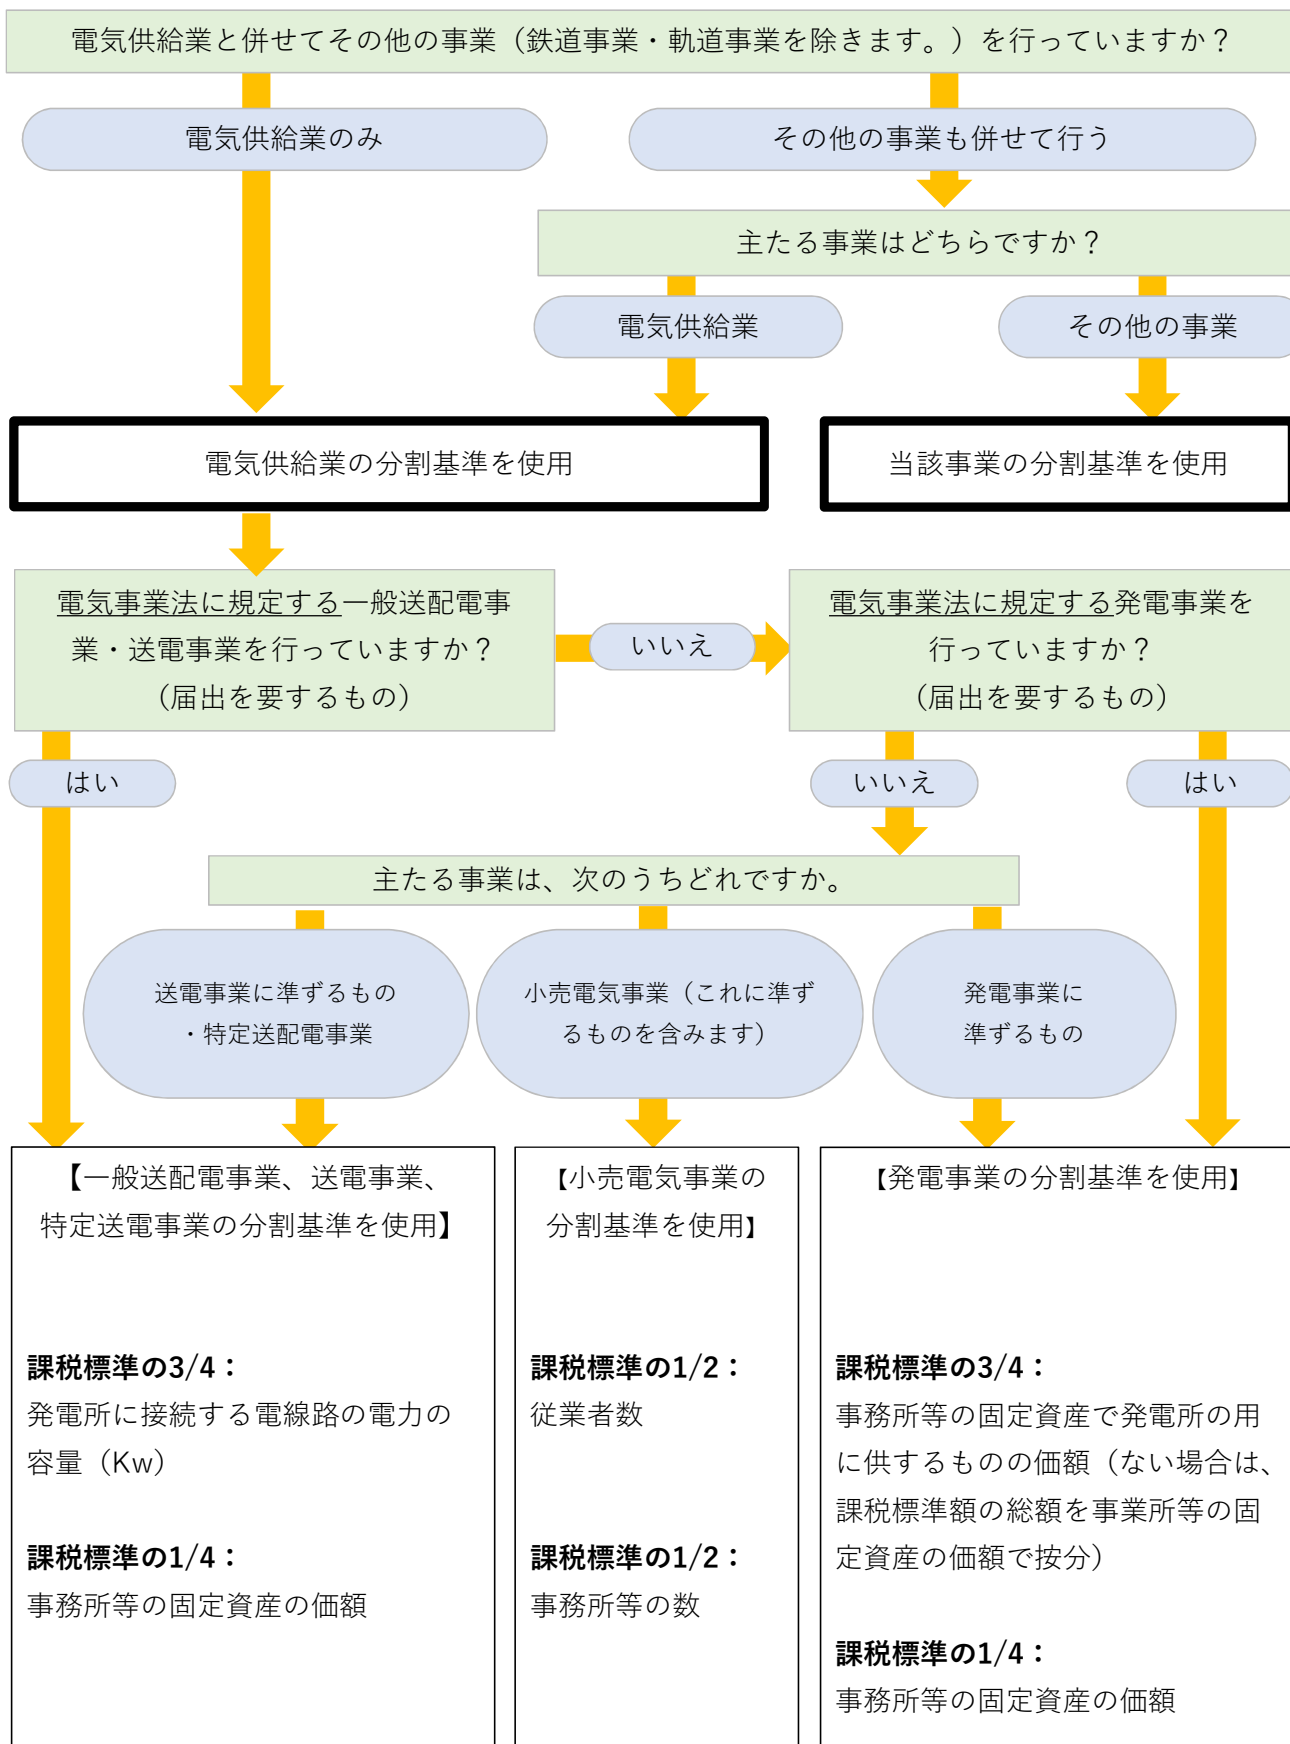 電気供給業と併せてその他の事業（鉄道事業・軌道事業を除きます。）を行っていますか？
電気供給業のみ
その他の事業も併せて行う
主たる事業はどちらですか？
電気供給業
その他の事業
電気供給業の分割基準を使用
当該事業の分割基準を使用
電気事業法に規定する一般送配電事
業・送電事業を行っていますか？
（届出を要するもの）
いいえ
電気事業法に規定する発電事業を
行っていますか？
（届出を要するもの）
はい
いいえ
はい
主たる事業は、次のうちどれですか。
送電事業に準ずるもの
・特定送配電事業
小売電気事業（これに準ず
るものを含みます）
発電事業に
準ずるもの
【一般送配電事業、送電事業、
特定送電事業の分割基準を使用】
課税標準の3/4：
発電所に接続する電線路の電力の
容量（Kw）
課税標準の1/4：
事務所等の固定資産の価額
【小売電気事業の
分割基準を使用】
課税標準の1/2：
従業者数
課税標準の1/2：
事務所等の数
【発電事業の分割基準を使用】
課税標準の3/4：
事務所等の固定資産で発電所の用
に供するものの価額（ない場合は、
課税標準額の総額を事業所等の固
定資産の価額で按分）
課税標準の1/4：
事務所等の固定資産の価額